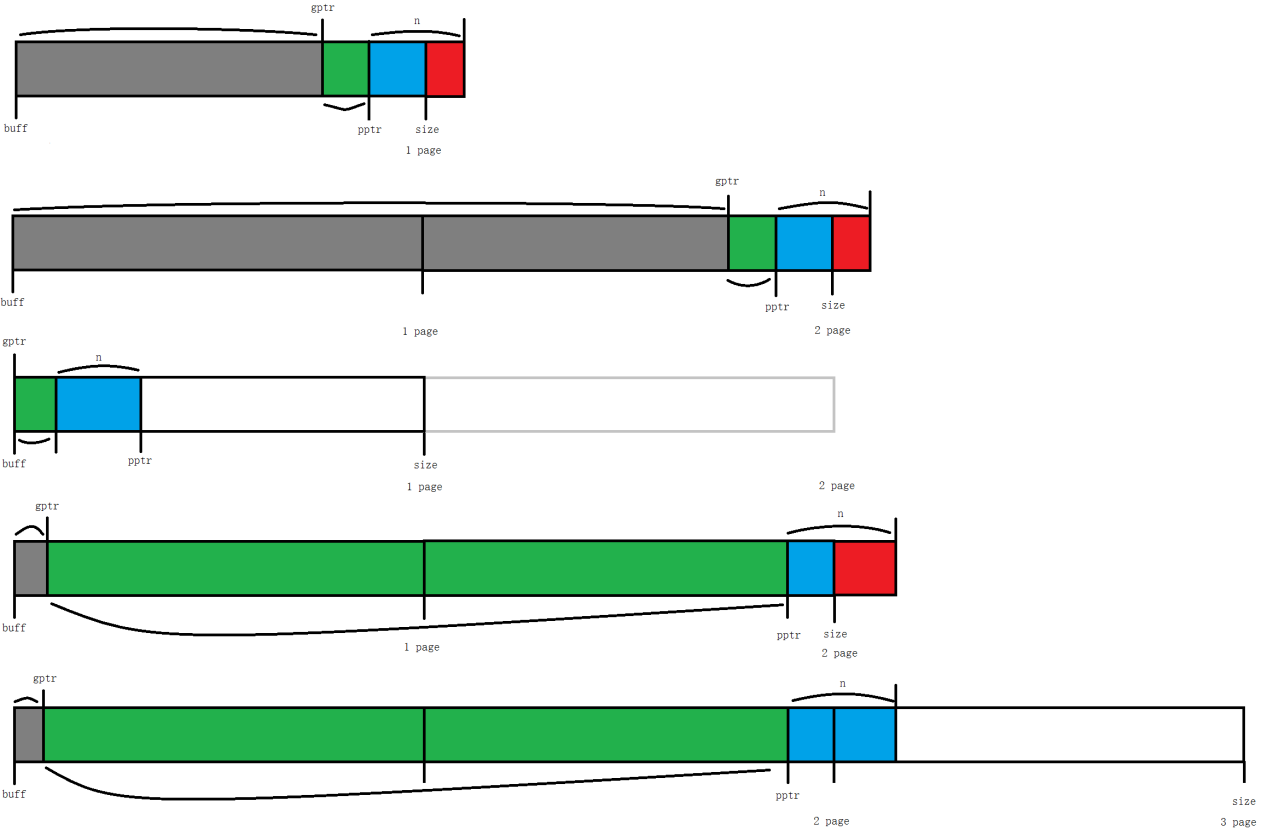 gptr
n
buff
pptr
size
1 page
gptr
n
buff
pptr
size
1 page
2 page
gptr
n
buff
pptr
size
1 page
2 page
gptr
n
buff
pptr
size
1 page
2 page
gptr
n
buff
pptr
size
2 page
3 page